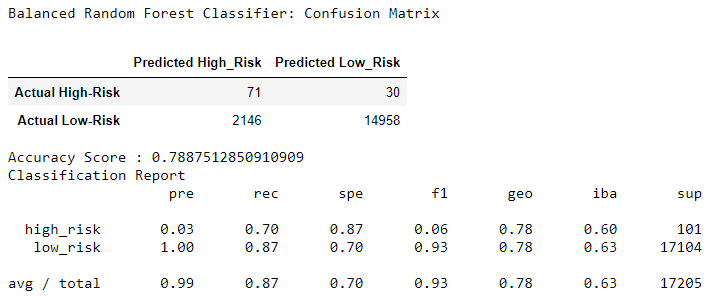 Balanced Random Forest Classifier: Confusion Matrix
Predicted High_Risk Predicted Low_Risk
Actual High-Risk 71 30
Actual Low-Risk 2146 14958
Accuracy Score : 0.7887512850910909
Classification Report
pre rec spe f1 geo iba sup
high_risk 0.03 0.70 0.87 0.06 0.78 0.60 101
low_risk 1.00 0.87 0.70 0.93 0.78 0.63 17104
avg / total 0.99 0.87 0.70 0.93 0.78 0.63 17205